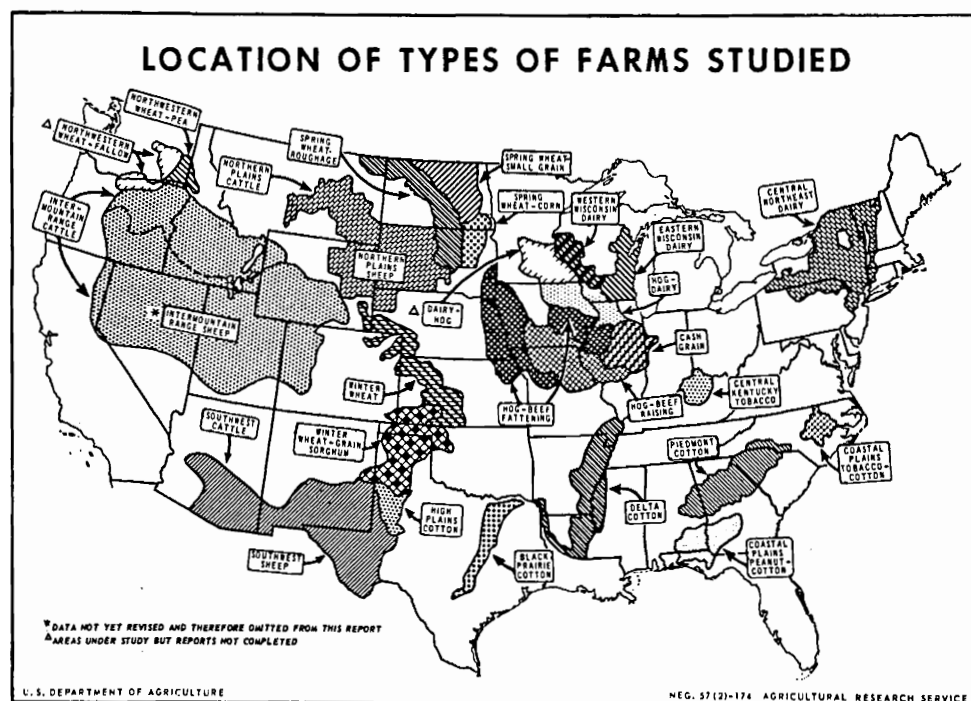 LOCATION OF TYPES OF FARMS STUDIED
NORTHWESTERN
WHEAT-PEA
△ NORTHWESTERN
WHEAT-FALLOW
INTER-
MOUNTAIN
RANGE
CATTLE
NORTHERN
PLAINS
CATTLE
SPRING
WHEAT-
ROUGHAGE
SPRING WHEAT-
SMALL GRAIN
SPRING
WHEAT-CORN
WESTERN
WISCONSIN
DAIRY
EASTERN
WISCONSIN
DAIRY
CENTRAL
NORTHEAST
DAIRY
NORTHERN
PLAINS SHEEP
△ DAIRY-
HOG
HOG-
DAIRY
* INTERMOUNTAIN
RANGE SHEEP
CASH
GRAIN
WINTER
WHEAT
HOG-BEEF
FATTENING
HOG-BEEF
RAISING
CENTRAL
KENTUCKY
TOBACCO
SOUTHWEST
CATTLE
WINTER
WHEAT-GRAIN
SORGHUM
PIEDMONT
COTTON
COASTAL
PLAINS
TOBACCO-
COTTON
HIGH
PLAINS
COTTON
DELTA
COTTON
SOUTHWEST
SHEEP
BLACK
PRAIRIE
COTTON
COASTAL
PLAINS
PEANUT-
COTTON
* DATA NOT YET REVISED AND THEREFORE OMITTED FROM THIS REPORT
△ AREAS UNDER STUDY BUT REPORTS NOT COMPLETED
U. S. DEPARTMENT OF AGRICULTURE
NEG. 57(2)-174 AGRICULTURAL RESEARCH SERVICE